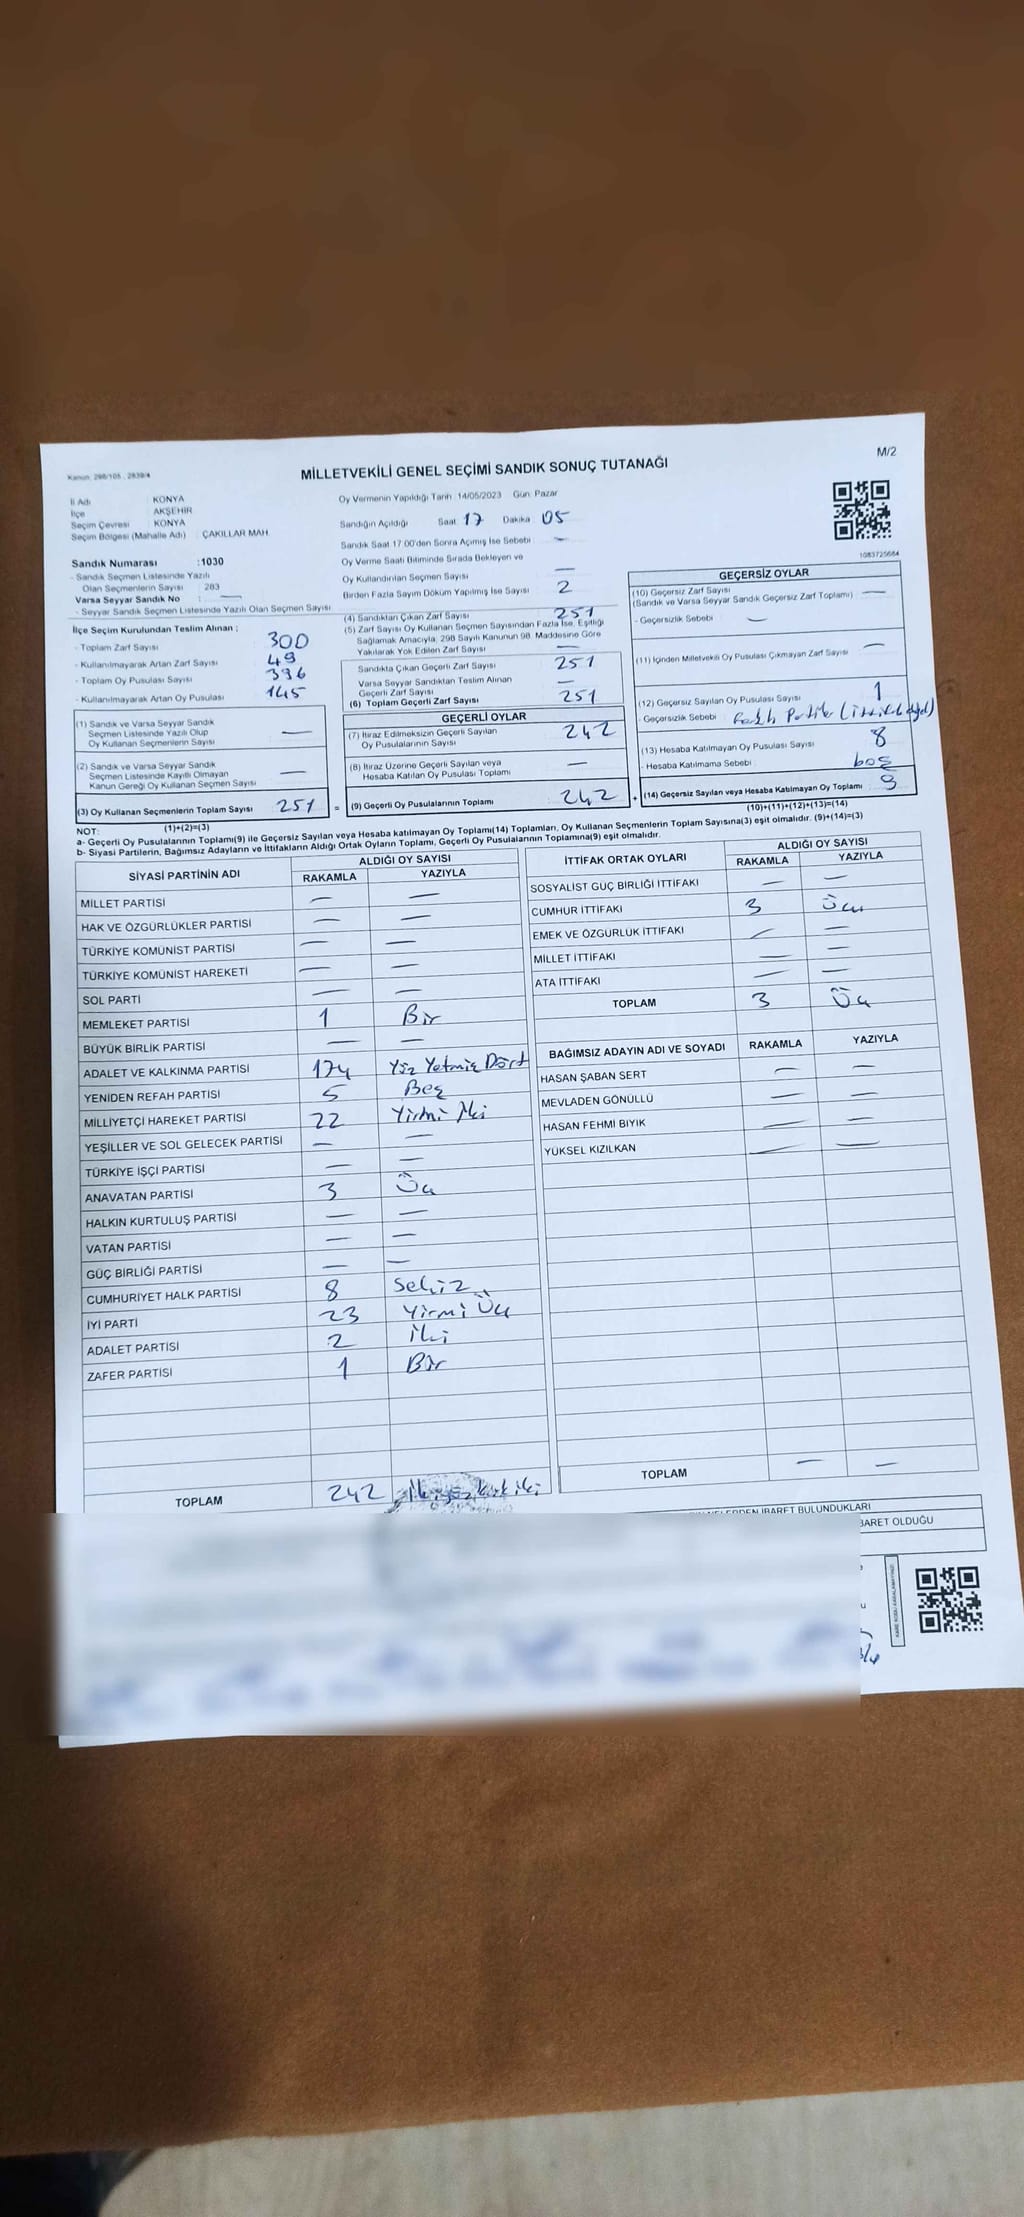 Kanun: 298/105, 2839/4
M/2
MİLLETVEKİLİ GENEL SEÇİMİ SANDIK SONUÇ TUTANAĞI
İl Adı : KONYA
İlçe : AKŞEHİR
Seçim Çevresi : KONYA
Seçim Bölgesi (Mahalle Adı) : ÇAKILLAR MAH.
Sandık Numarası :1030
- Sandık Seçmen Listesinde Yazılı
Olan Seçmenlerin Sayısı : 283
Varsa Seyyar Sandık No : —
- Seyyar Sandık Seçmen Listesinde Yazılı Olan Seçmen Sayısı
İlçe Seçim Kurulundan Teslim Alınan :
- Toplam Zarf Sayısı 300
- Kullanılmayarak Artan Zarf Sayısı 49
- Toplam Oy Pusulası Sayısı 396
- Kullanılmayarak Artan Oy Pusulası 145
(1) Sandık ve Varsa Seyyar Sandık
Seçmen Listesinde Yazılı Olup
Oy Kullanan Seçmenlerin Sayısı —
(2) Sandık ve Varsa Seyyar Sandık
Seçmen Listesinde Kayıtlı Olmayan
Kanun Gereği Oy Kullanan Seçmen Sayısı —
(3) Oy Kullanan Seçmenlerin Toplam Sayısı 251 =
(1)+(2)=(3)
Oy Vermenin Yapıldığı Tarih: 14/05/2023 Gün: Pazar
Sandığın Açıldığı Saat: 17 Dakika: 05
Sandık Saat 17.00'den Sonra Açılmış İse Sebebi : —
Oy Verme Saati Bitiminde Sırada Bekleyen ve
Oy Kullandırılan Seçmen Sayısı —
Birden Fazla Sayım Döküm Yapılmış İse Sayısı 2
(4) Sandıktan Çıkan Zarf Sayısı 251
(5) Zarf Sayısı Oy Kullanan Seçmen Sayısından Fazla İse, Eşitliği
Sağlamak Amacıyla, 298 Sayılı Kanunun 98. Maddesine Göre
Yakılarak Yok Edilen Zarf Sayısı —
Sandıkta Çıkan Geçerli Zarf Sayısı 251
Varsa Seyyar Sandıktan Teslim Alınan
Geçerli Zarf Sayısı —
(6) Toplam Geçerli Zarf Sayısı 251
GEÇERLİ OYLAR
(7) İtiraz Edilmeksizin Geçerli Sayılan
Oy Pusulalarının Sayısı 242
(8) İtiraz Üzerine Geçerli Sayılan veya
Hesaba Katılan Oy Pusulası Toplamı —
(9) Geçerli Oy Pusulalarının Toplamı 242 +
1083725684
GEÇERSİZ OYLAR
(10) Geçersiz Zarf Sayısı
(Sandık ve Varsa Seyyar Sandık Geçersiz Zarf Toplamı) —
- Geçersizlik Sebebi : —
(11) İçinden Milletvekili Oy Pusulası Çıkmayan Zarf Sayısı —
(12) Geçersiz Sayılan Oy Pusulası Sayısı 1
- Geçersizlik Sebebi : Farklı Partiler (ittifak değil)
(13) Hesaba Katılmayan Oy Pusulası Sayısı 8
- Hesaba Katılmama Sebebi : boş
(14) Geçersiz Sayılan veya Hesaba Katılmayan Oy Toplamı 9
(10)+(11)+(12)+(13)=(14)
NOT:
a- Geçerli Oy Pusulalarının Toplamı(9) ile Geçersiz Sayılan veya Hesaba katılmayan Oy Toplamı(14) Toplamları, Oy Kullanan Seçmenlerin Toplam Sayısına(3) eşit olmalıdır. (9)+(14)=(3)
b- Siyasi Partilerin, Bağımsız Adayların ve İttifakların Aldığı Ortak Oyların Toplamı, Geçerli Oy Pusulalarının Toplamına(9) eşit olmalıdır.
SİYASİ PARTİNİN ADI ALDIĞI OY SAYISI
RAKAMLA YAZIYLA
MİLLET PARTİSİ — —
HAK VE ÖZGÜRLÜKLER PARTİSİ — —
TÜRKİYE KOMÜNİST PARTİSİ — —
TÜRKİYE KOMÜNİST HAREKETİ — —
SOL PARTİ — —
MEMLEKET PARTİSİ 1 Bir
BÜYÜK BİRLİK PARTİSİ — —
ADALET VE KALKINMA PARTİSİ 174 Yüz Yetmiş Dört
YENİDEN REFAH PARTİSİ 5 Beş
MİLLİYETÇİ HAREKET PARTİSİ 22 Yirmi İki
YEŞİLLER VE SOL GELECEK PARTİSİ — —
TÜRKİYE İŞÇİ PARTİSİ — —
ANAVATAN PARTİSİ 3 Üç
HALKIN KURTULUŞ PARTİSİ — —
VATAN PARTİSİ — —
GÜÇ BİRLİĞİ PARTİSİ — —
CUMHURİYET HALK PARTİSİ 8 Sekiz
İYİ PARTİ 23 Yirmi Üç
ADALET PARTİSİ 2 İki
ZAFER PARTİSİ 1 Bir
TOPLAM 242 İkiyüz kırk iki
İTTİFAK ORTAK OYLARI ALDIĞI OY SAYISI
RAKAMLA YAZIYLA
SOSYALİST GÜÇ BİRLİĞİ İTTİFAKI — —
CUMHUR İTTİFAKI 3 Üç
EMEK VE ÖZGÜRLÜK İTTİFAKI — —
MİLLET İTTİFAKI — —
ATA İTTİFAKI — —
TOPLAM 3 Üç
BAĞIMSIZ ADAYIN ADI VE SOYADI RAKAMLA YAZIYLA
HASAN ŞABAN SERT — —
MEVLADEN GÖNÜLLÜ — —
HASAN FEHMİ BIYIK — —
YÜKSEL KIZILKAN — —
TOPLAM — —
İBARET BULUNDUKLARI
OLDUĞU